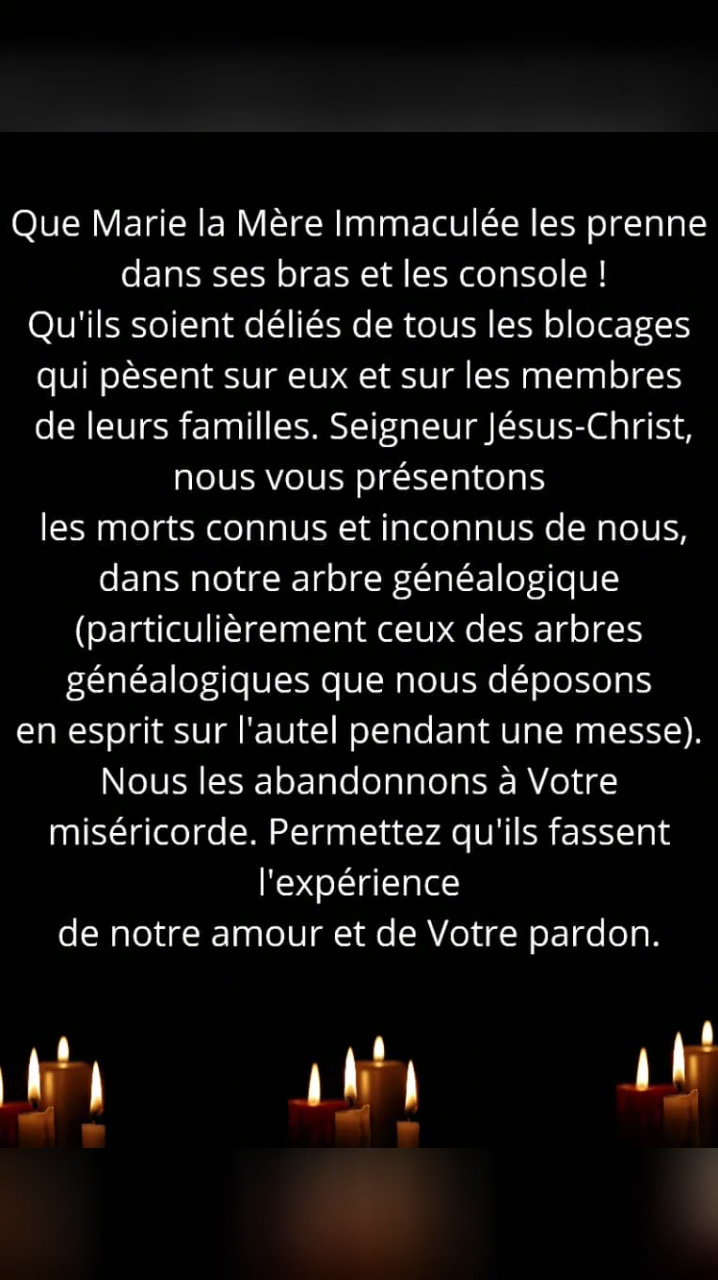 Que Marie la Mère Immaculée les prenne
dans ses bras et les console !
Qu'ils soient déliés de tous les blocages
qui pèsent sur eux et sur les membres
de leurs familles. Seigneur Jésus-Christ,
nous vous présentons
les morts connus et inconnus de nous,
dans notre arbre généalogique
(particulièrement ceux des arbres
généalogiques que nous déposons
en esprit sur l'autel pendant une messe).
Nous les abandonnons à Votre
miséricorde. Permettez qu'ils fassent
l'expérience
de notre amour et de Votre pardon.